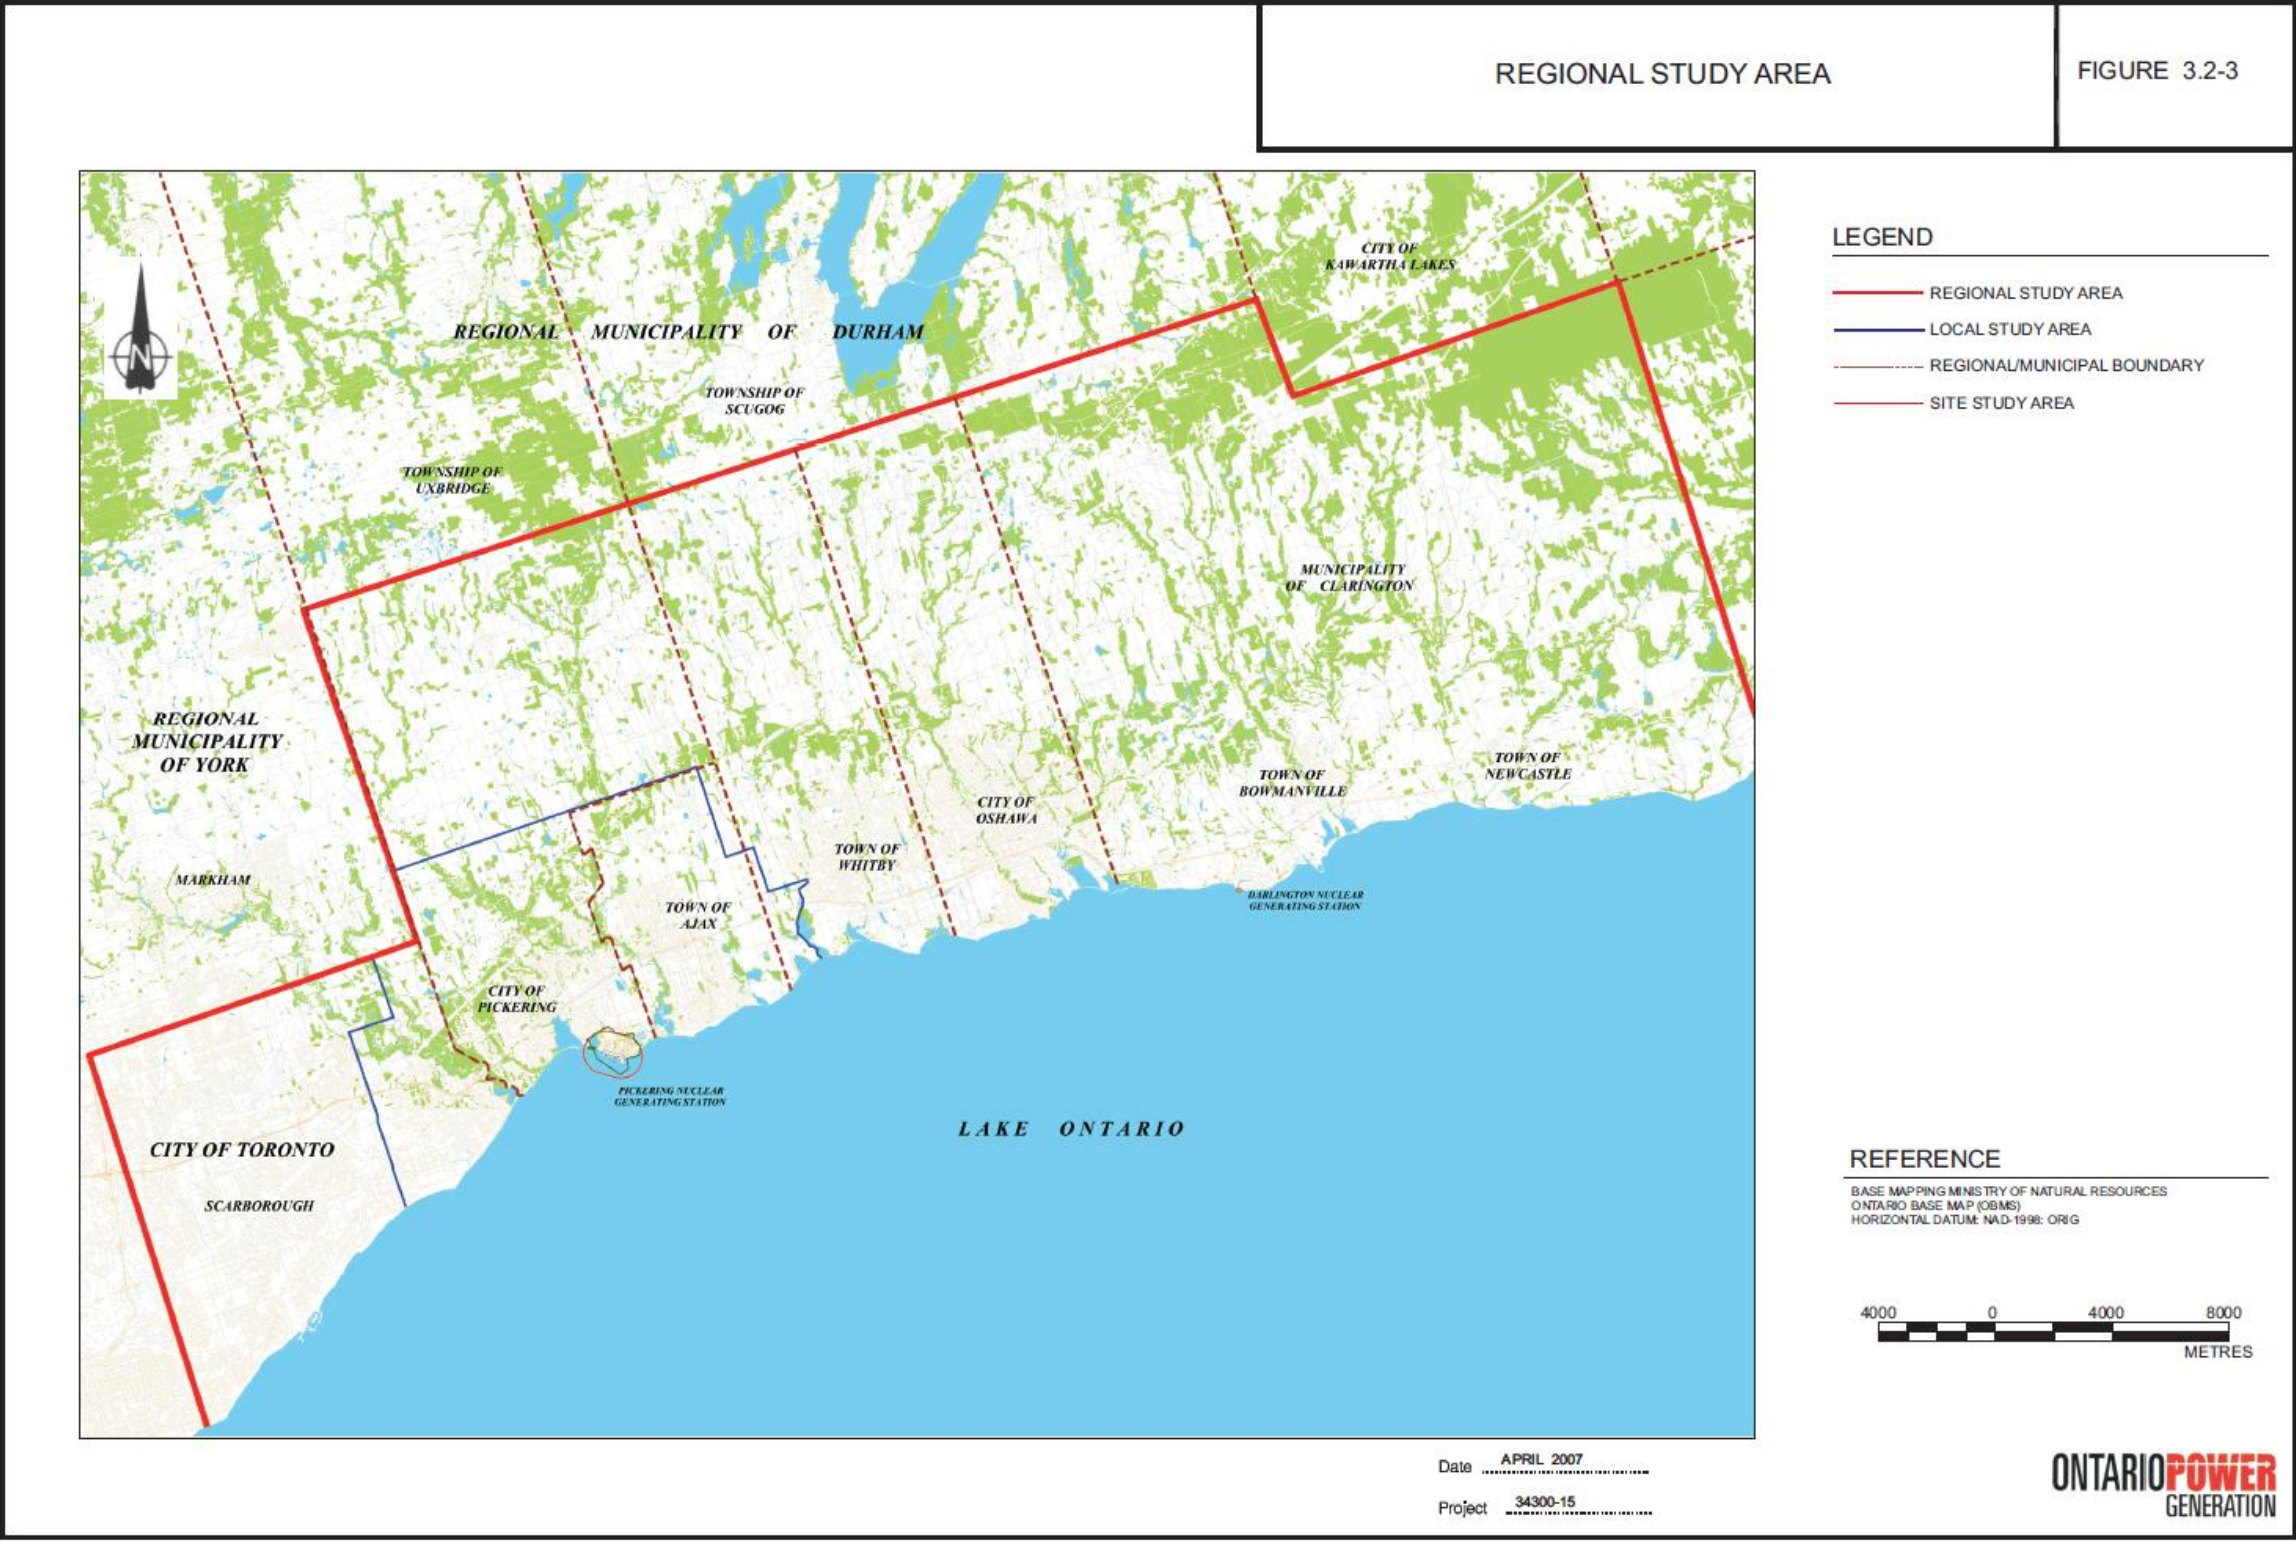 REGIONAL STUDY AREA
FIGURE 3.2-3
CITY OF
KAWARTHA LAKES
REGIONAL MUNICIPALITY OF DURHAM
TOWNSHIP OF
SCUGOG
TOWNSHIP OF
UXBRIDGE
MUNICIPALITY
OF CLARINGTON
REGIONAL
MUNICIPALITY
OF YORK
TOWN OF
NEWCASTLE
TOWN OF
BOWMANVILLE
CITY OF
OSHAWA
TOWN OF
WHITBY
MARKHAM
DARLINGTON NUCLEAR
GENERATING STATION
TOWN OF
AJAX
CITY OF
PICKERING
PICKERING NUCLEAR
GENERATING STATION
LAKE ONTARIO
CITY OF TORONTO
SCARBOROUGH
N
LEGEND
REGIONAL STUDY AREA
LOCAL STUDY AREA
REGIONAL/MUNICIPAL BOUNDARY
SITE STUDY AREA
REFERENCE
BASE MAPPING MINISTRY OF NATURAL RESOURCES
ONTARIO BASE MAP (OBMS)
HORIZONTAL DATUM: NAD-1998: ORIG
4000 0 4000 8000
METRES
Date APRIL 2007
Project 34300-15
ONTARIOPOWER
GENERATION